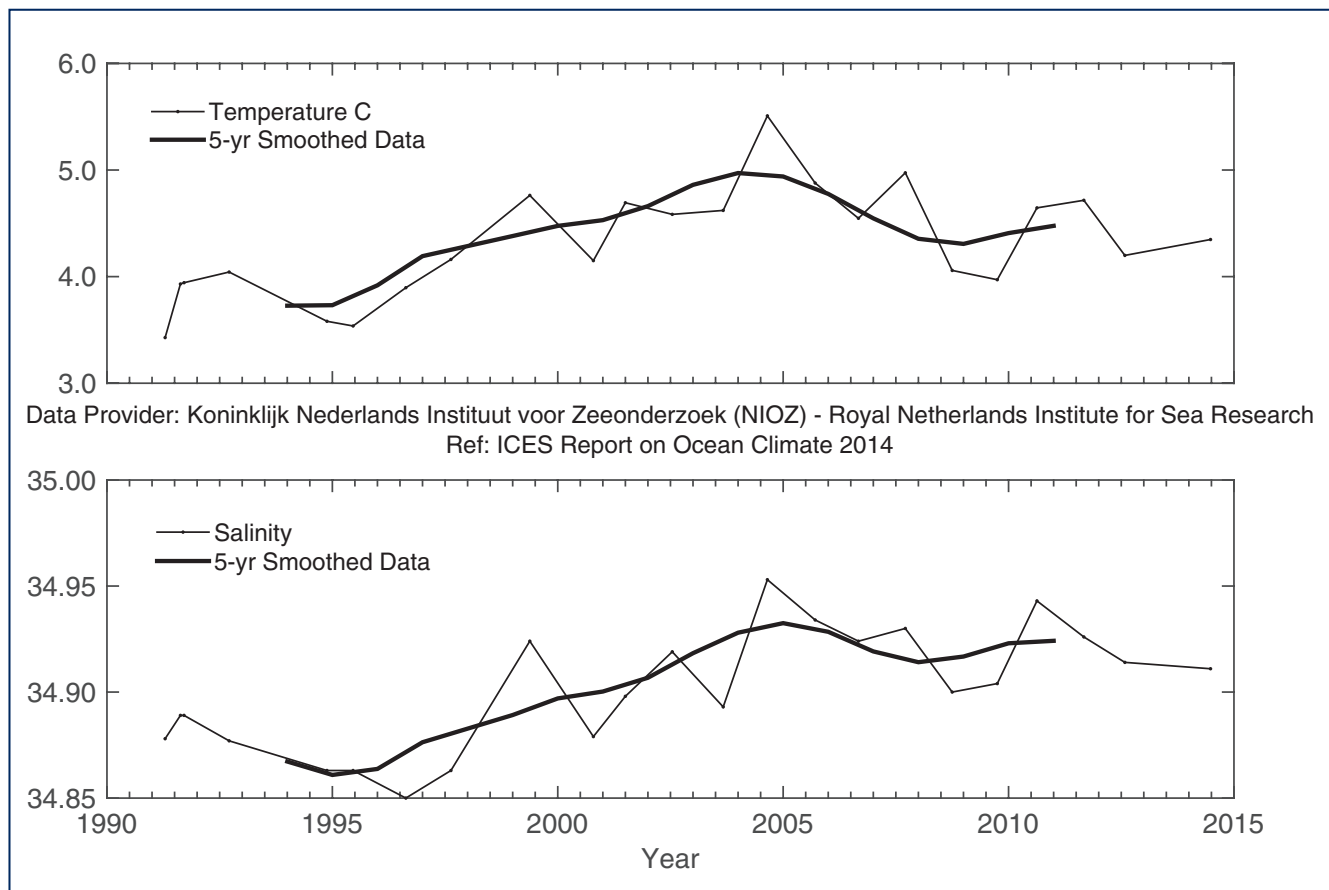 6.0
Temperature C
5-yr Smoothed Data
5.0
4.0
3.0
Data Provider: Koninklijk Nederlands Instituut voor Zeeonderzoek (NIOZ) - Royal Netherlands Institute for Sea Research
Ref: ICES Report on Ocean Climate 2014
35.00
Salinity
5-yr Smoothed Data
34.95
34.90
34.85
1990 1995 2000 2005 2010 2015
Year